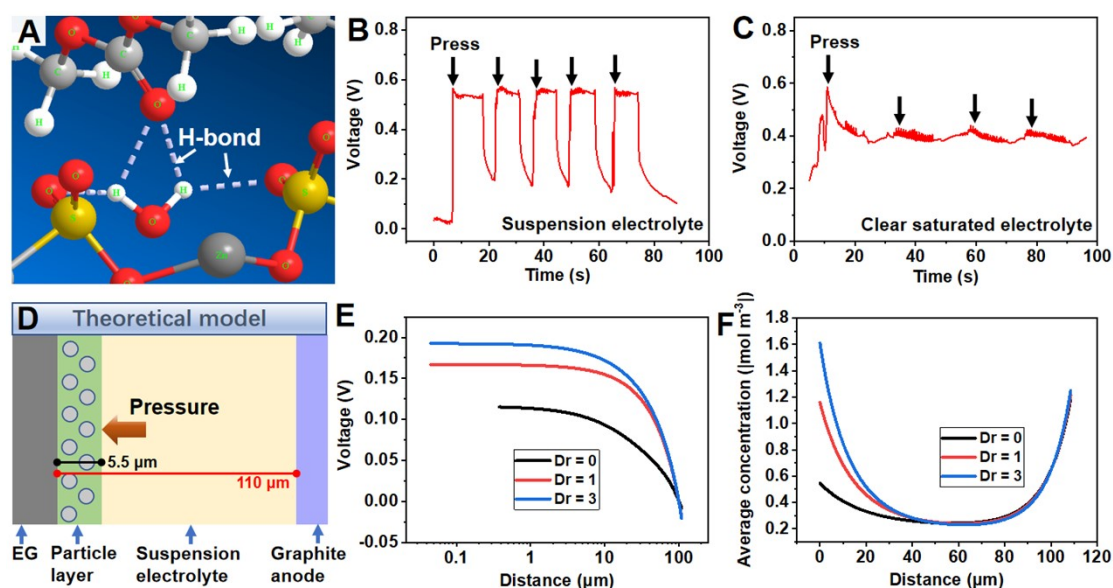 A
H-bond
B
Press
Voltage (V)
1.0
0.8
0.6
0.4
0.2
0.0
Suspension electrolyte
0 20 40 60 80 100
Time (s)
C
Press
Voltage (V)
1.0
0.8
0.6
0.4
0.2
0.0
Clear saturated electrolyte
0 20 40 60 80 100
Time (s)
D
Theoretical model
Pressure
5.5 µm
110 µm
EG
Particle layer
Suspension electrolyte
Graphite anode
E
Voltage (V)
0.20
0.15
0.10
0.05
0.00
-0.05
Dr = 0
Dr = 1
Dr = 3
0.1 1 10 100
Distance (µm)
F
Average concentration (|mol m⁻³|)
1.8
1.6
1.4
1.2
1.0
0.8
0.6
0.4
0.2
Dr = 0
Dr = 1
Dr = 3
0 20 40 60 80 100 120
Distance (µm)